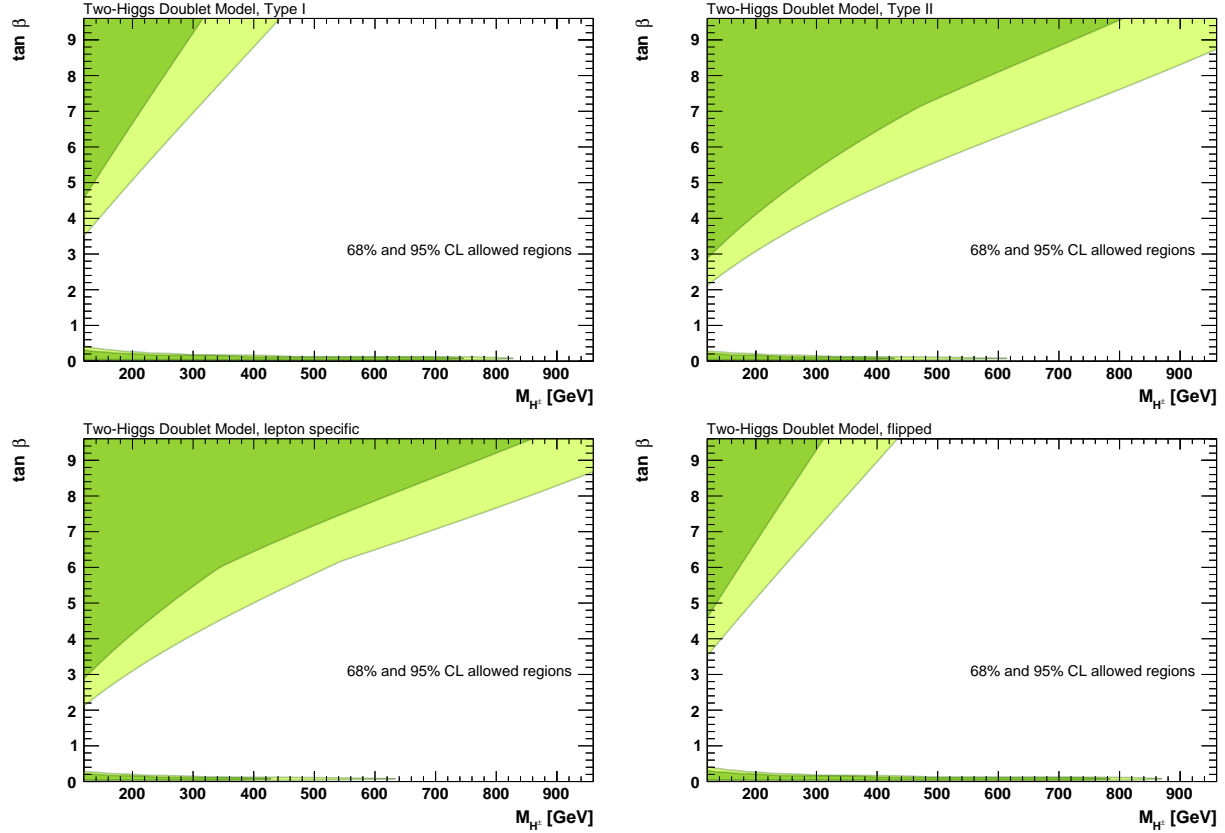 Two-Higgs Doublet Model, Type I
tan β
9
8
7
6
5
4
3
2
1
0
68% and 95% CL allowed regions
200 300 400 500 600 700 800 900
M_H± [GeV]
Two-Higgs Doublet Model, Type II
tan β
9
8
7
6
5
4
3
2
1
0
68% and 95% CL allowed regions
200 300 400 500 600 700 800 900
M_H± [GeV]
Two-Higgs Doublet Model, lepton specific
tan β
9
8
7
6
5
4
3
2
1
0
68% and 95% CL allowed regions
200 300 400 500 600 700 800 900
M_H± [GeV]
Two-Higgs Doublet Model, flipped
tan β
9
8
7
6
5
4
3
2
1
0
68% and 95% CL allowed regions
200 300 400 500 600 700 800 900
M_H± [GeV]